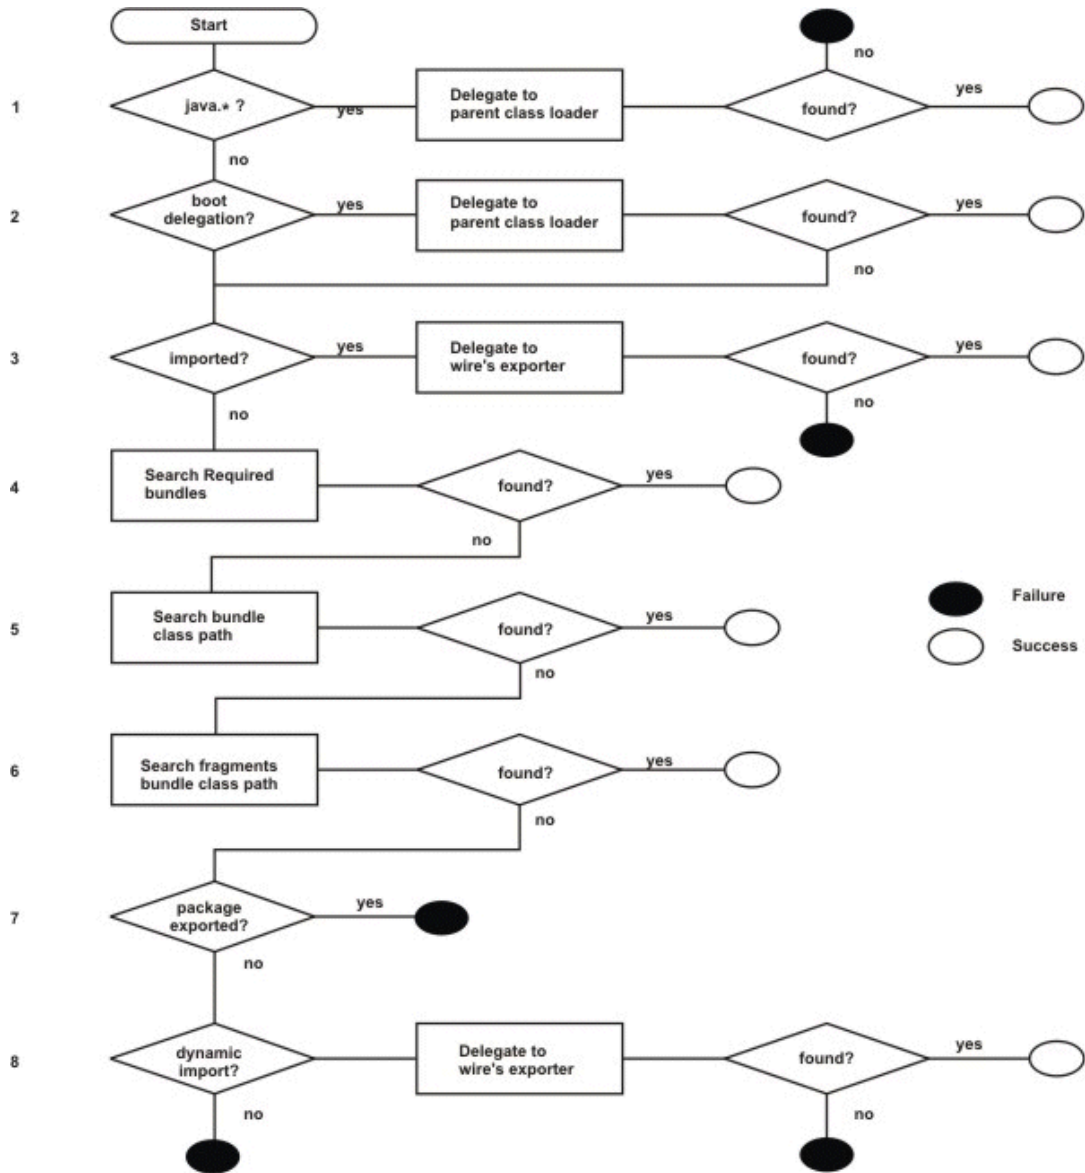 Start
no
1
java.* ?
yes
Delegate to
parent class loader
found?
yes
no
2
boot
delegation?
yes
Delegate to
parent class loader
found?
yes
no
3
imported?
yes
Delegate to
wire's exporter
found?
yes
no
no
4
Search Required
bundles
found?
yes
no
5
Search bundle
class path
found?
yes
no
Failure
Success
6
Search fragments
bundle class path
found?
yes
no
7
package
exported?
yes
no
8
dynamic
import?
Delegate to
wire's exporter
found?
yes
no
no